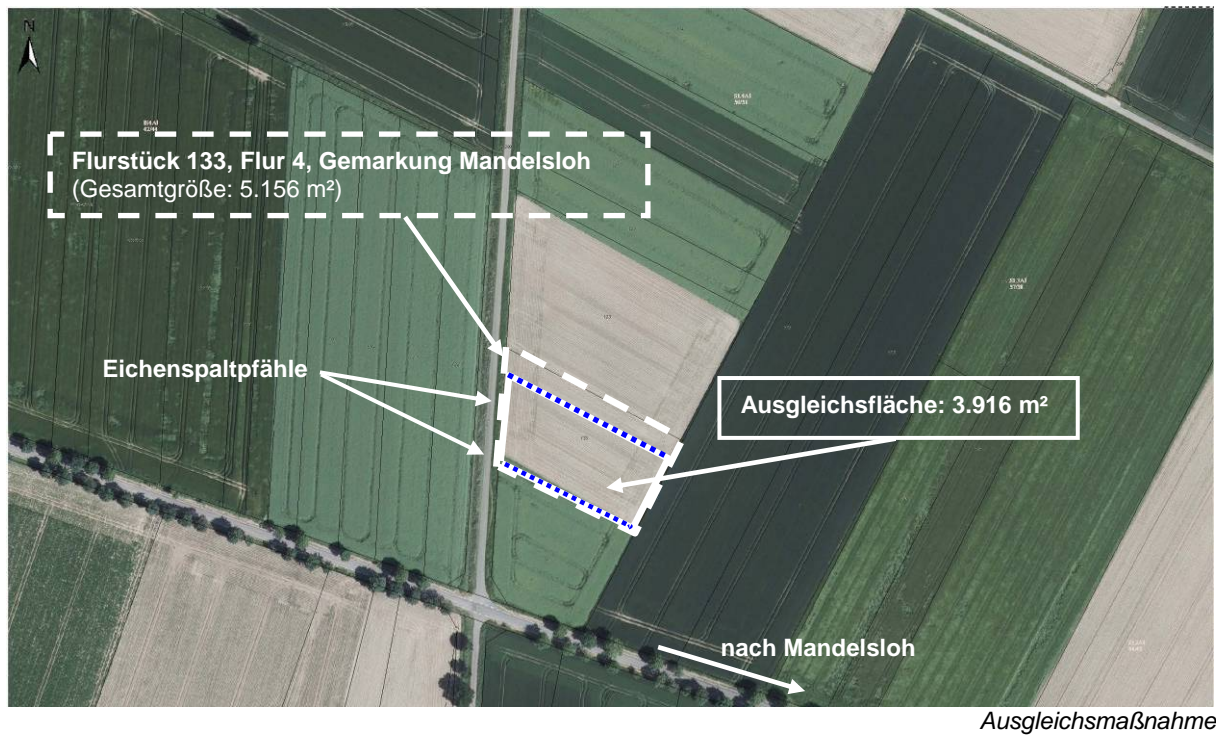 N
Flurstück 133, Flur 4, Gemarkung Mandelsloh
(Gesamtgröße: 5.156 m²)
Eichenspaltpfähle
Ausgleichsfläche: 3.916 m²
nach Mandelsloh
Ausgleichsmaßnahme